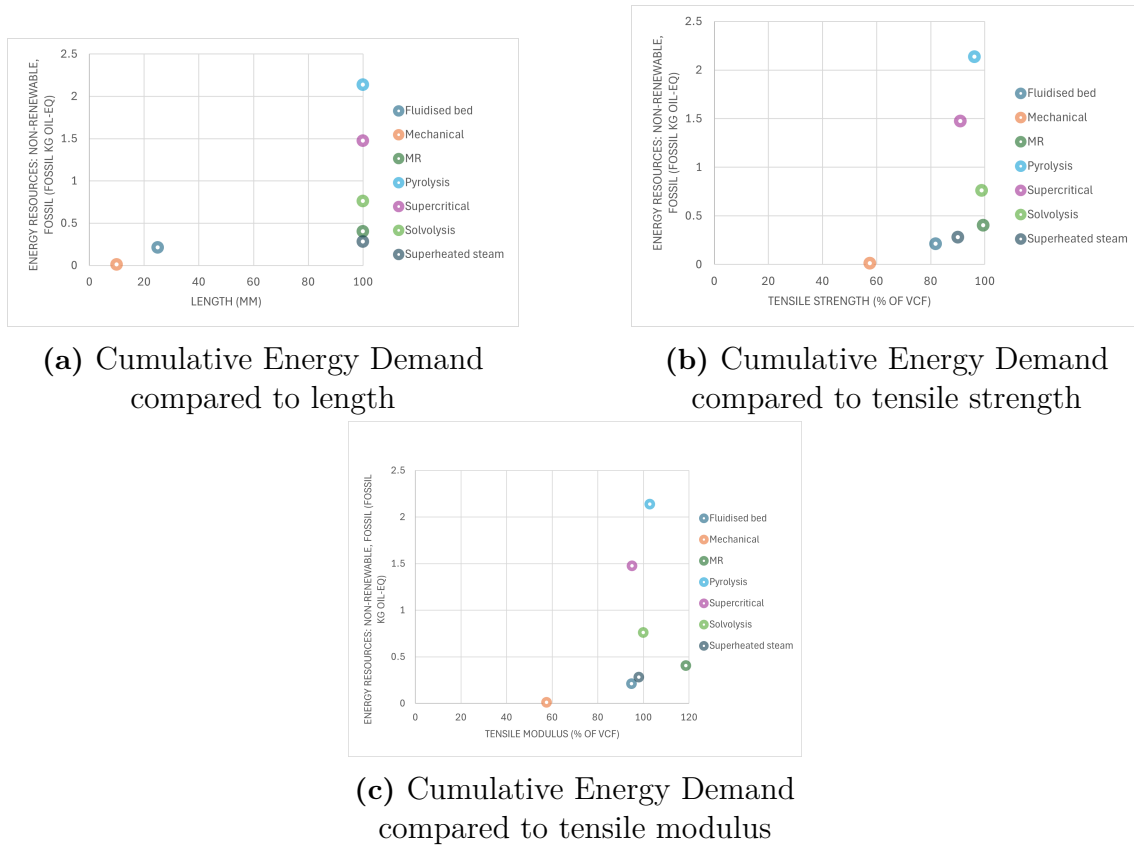 ENERGY RESOURCES: NON-RENEWABLE,
FOSSIL (FOSSIL KG OIL-EQ)
2.5
2
1.5
1
0.5
0
0 20 40 60 80 100
LENGTH (MM)
Fluidised bed
Mechanical
MR
Pyrolysis
Supercritical
Solvolysis
Superheated steam
(a) Cumulative Energy Demand
compared to length
ENERGY RESOURCES: NON-RENEWABLE,
FOSSIL (FOSSIL KG OIL-EQ)
2.5
2
1.5
1
0.5
0
0 20 40 60 80 100
TENSILE STRENGTH (% OF VCF)
Fluidised bed
Mechanical
MR
Pyrolysis
Supercritical
Solvolysis
Superheated steam
(b) Cumulative Energy Demand
compared to tensile strength
ENERGY RESOURCES: NON-RENEWABLE, FOSSIL (FOSSIL
KG OIL-EQ)
2.5
2
1.5
1
0.5
0
0 20 40 60 80 100 120
TENSILE MODULUS (% OF VCF)
Fluidised bed
Mechanical
MR
Pyrolysis
Supercritical
Solvolysis
Superheated steam
(c) Cumulative Energy Demand
compared to tensile modulus